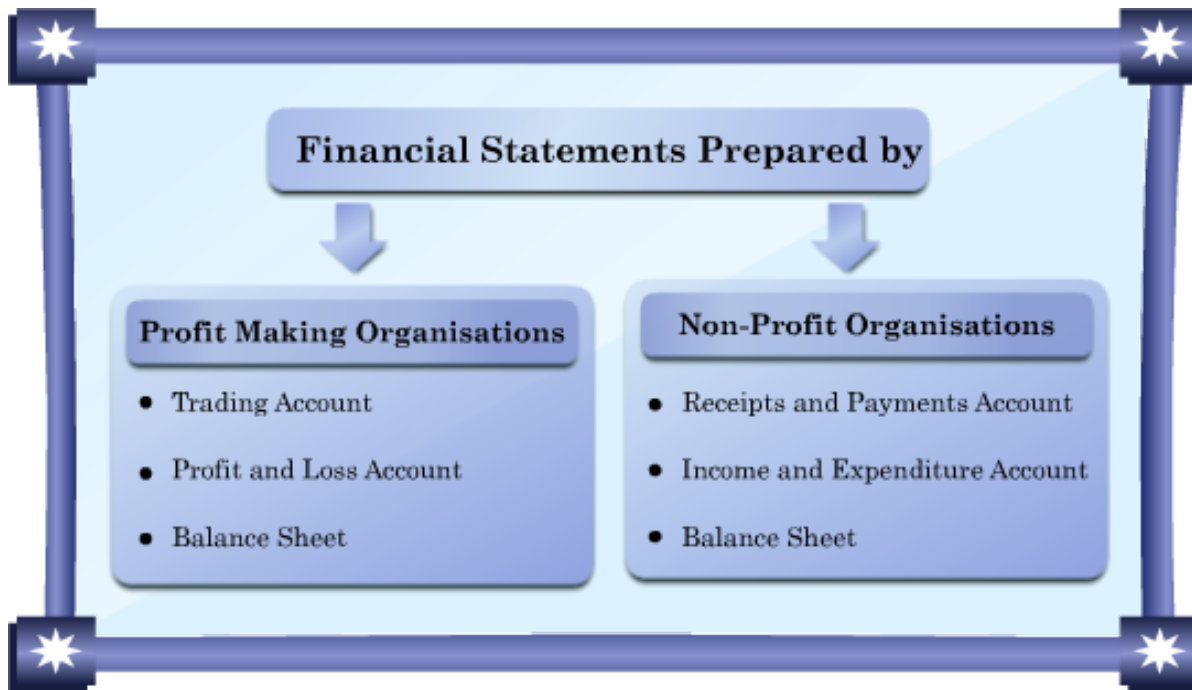 Financial Statements Prepared by
Profit Making Organisations
• Trading Account
• Profit and Loss Account
• Balance Sheet
Non-Profit Organisations
• Receipts and Payments Account
• Income and Expenditure Account
• Balance Sheet